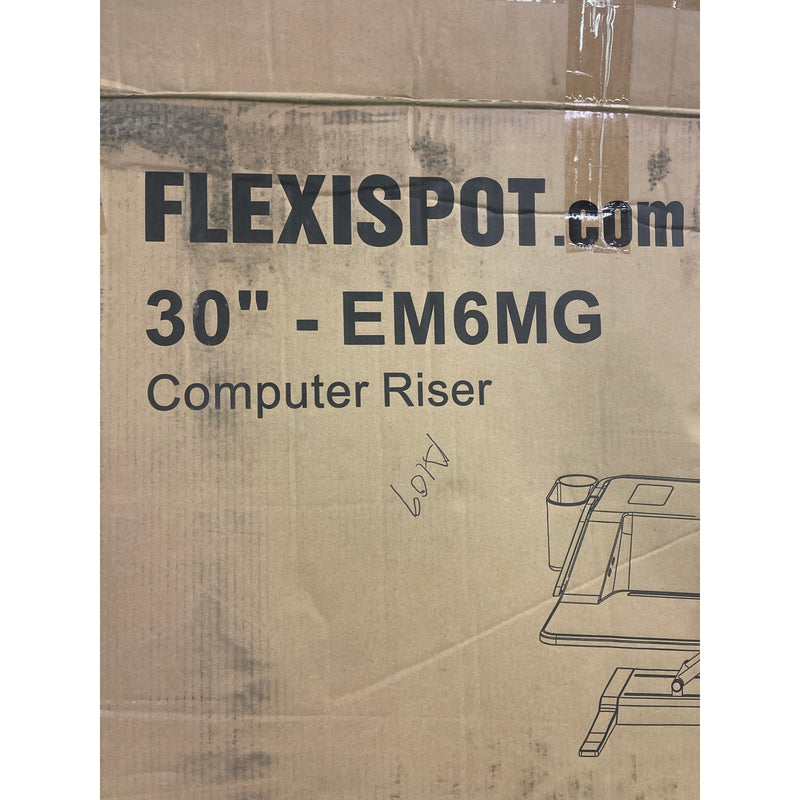 FLEXISPOT.com
30" - EM6MG
Computer Riser